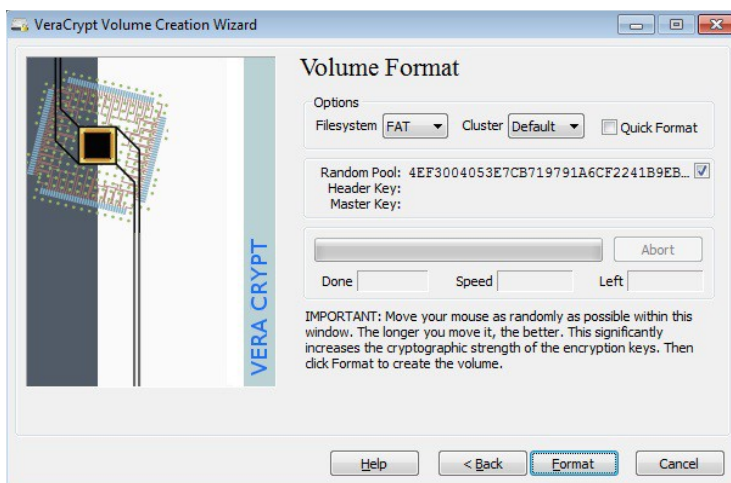 VeraCrypt Volume Creation Wizard
VERA CRYPT
Volume Format
Options
Filesystem FAT Cluster Default Quick Format
Random Pool: 4EF3004053E7CB719791A6CF2241B9EB...
Header Key:
Master Key:
Abort
Done Speed Left
IMPORTANT: Move your mouse as randomly as possible within this
window. The longer you move it, the better. This significantly
increases the cryptographic strength of the encryption keys. Then
click Format to create the volume.
Help < Back Format Cancel